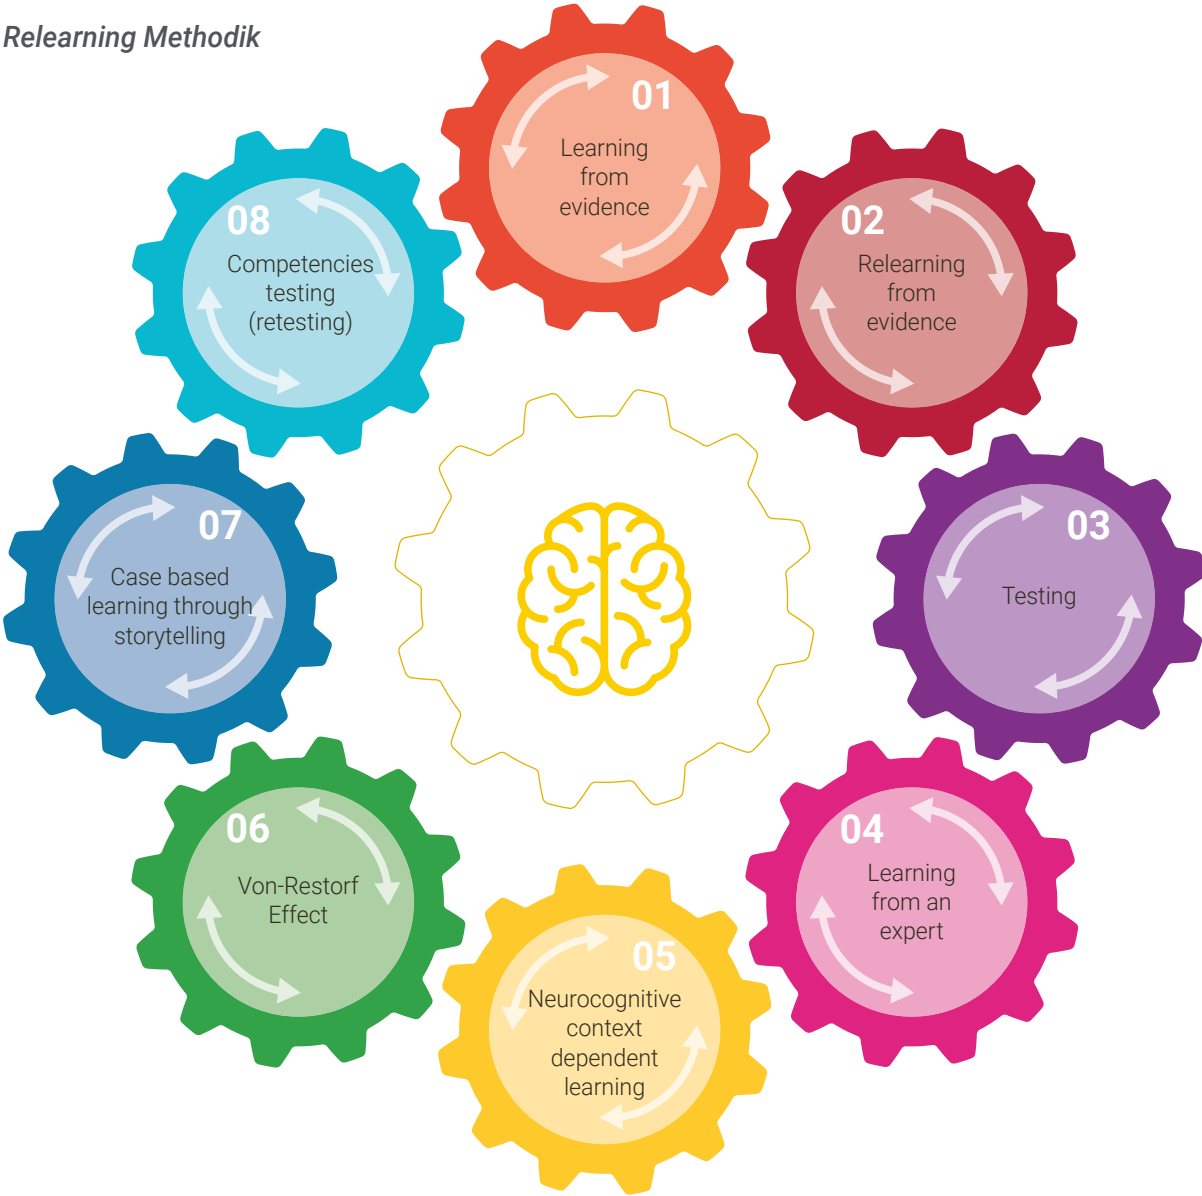 Relearning Methodik
01
Learning
from
evidence
02
Relearning
from
evidence
03
Testing
04
Learning
from an
expert
05
Neurocognitive
context
dependent
learning
06
Von-Restorf
Effect
07
Case based
learning through
storytelling
08
Competencies
testing
(retesting)